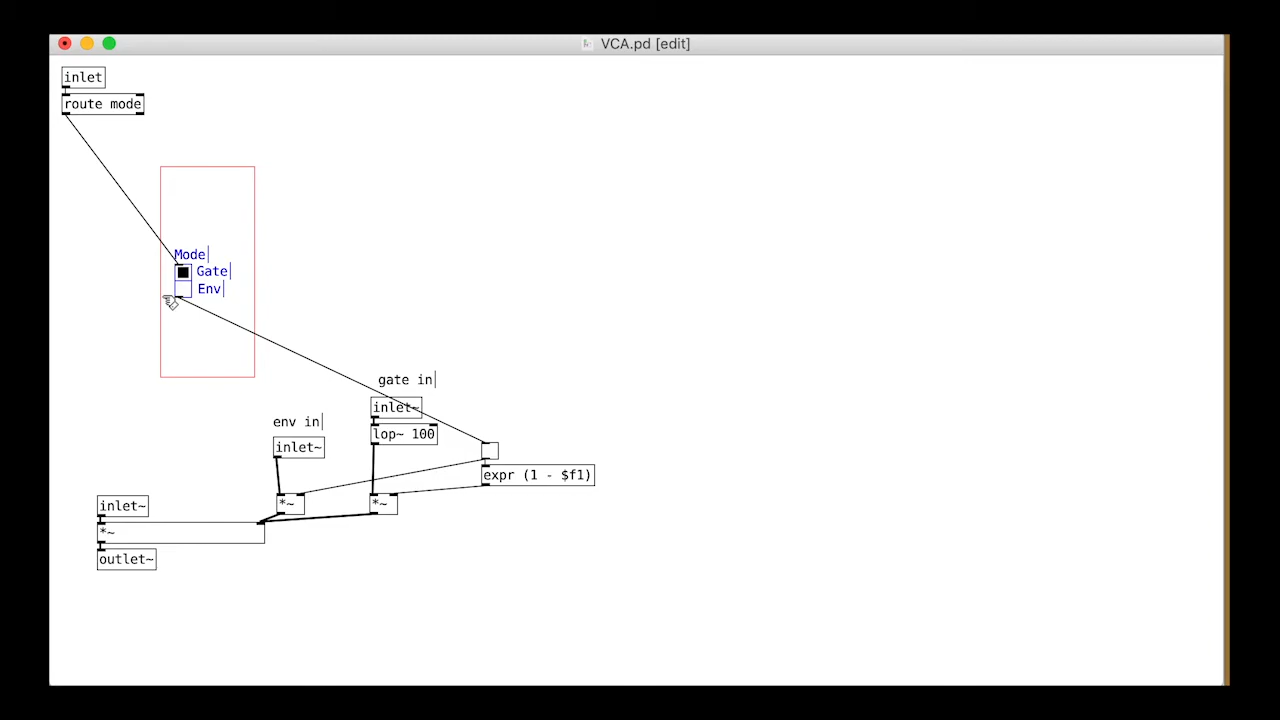 VCA.pd [edit]
inlet
route mode
Mode
Gate
Env
gate in
inlet~
lop~ 100
env in
inlet~
expr (1 - $f1)
*~
*~
inlet~
*~
outlet~